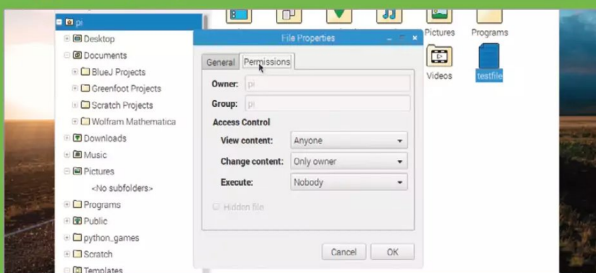 pi
Desktop
Documents
BlueJ Projects
Greenfoot Projects
Scratch Projects
Wolfram Mathematica
Downloads
Music
Pictures
<No subfolders>
Programs
Public
python_games
Scratch
Templates
Pictures
Programs
Videos
testfile
File Properties
General
Permissions
Owner: pi
Group: pi
Access Control
View content: Anyone
Change content: Only owner
Execute: Nobody
Hidden file
Cancel
OK